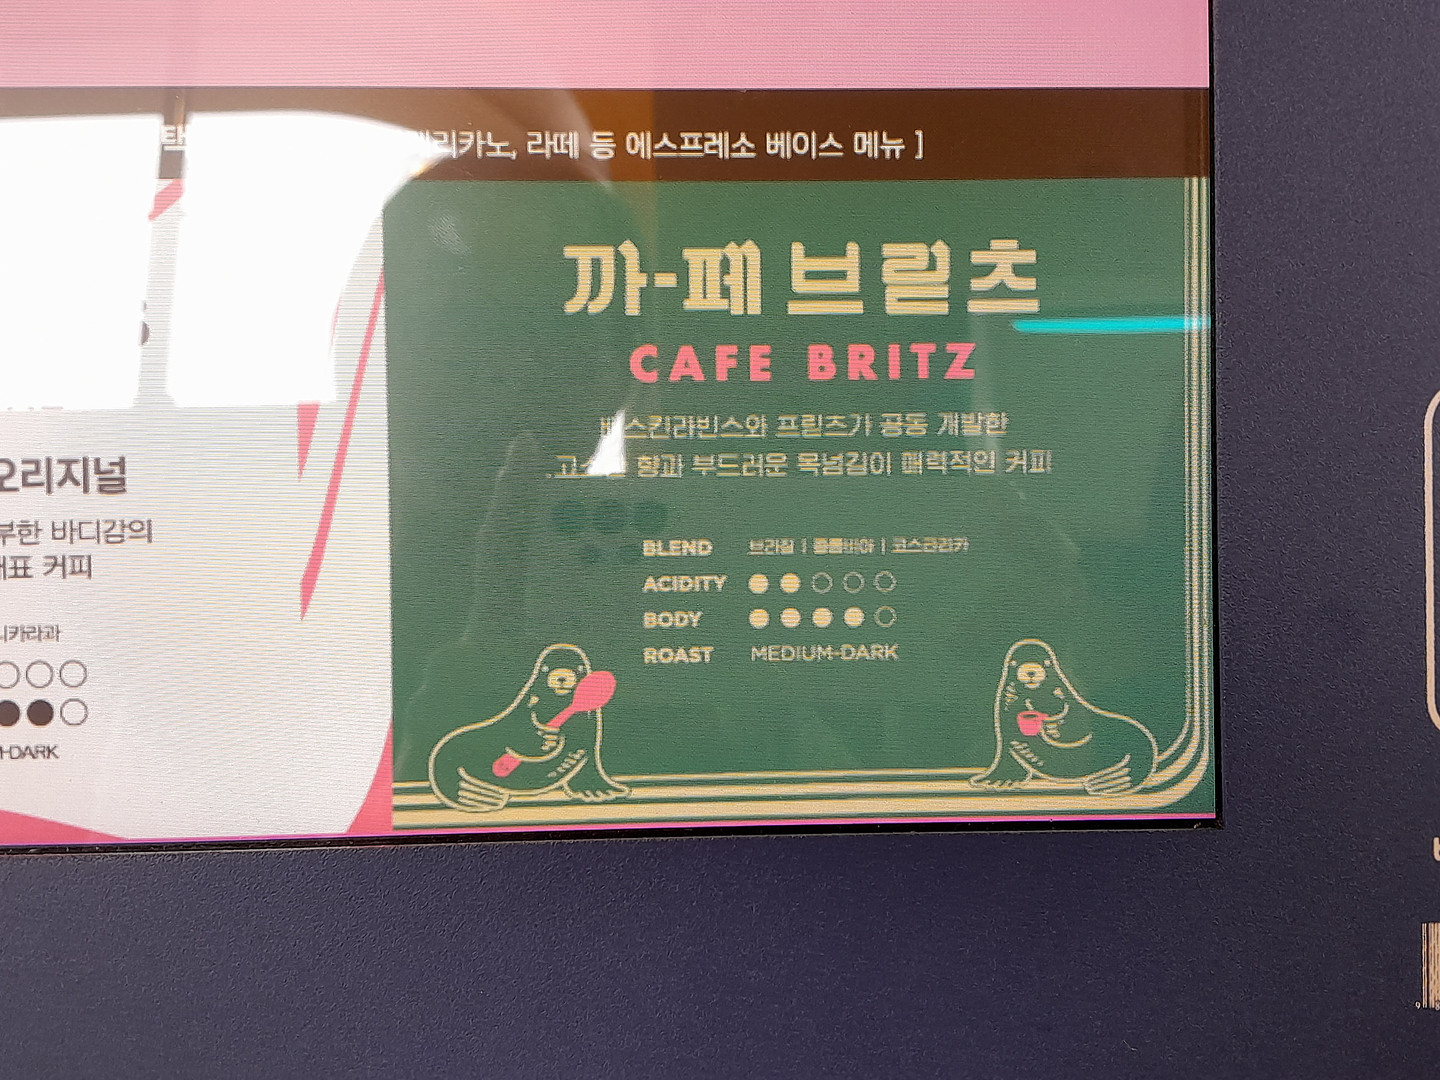 리카노, 라떼 등 에스프레소 베이스 메뉴 ]
오리지널
부한 바디감의
대표 커피
카라과
M-DARK
까-페 브릳츠
CAFE BRITZ
배스킨라빈스와 프릳츠가 공동 개발한
향과 부드러운 목넘김이 매력적인 커피
BLEND 브라질 | 콜롬비아 | 코스타리카
ACIDITY
BODY
ROAST MEDIUM-DARK